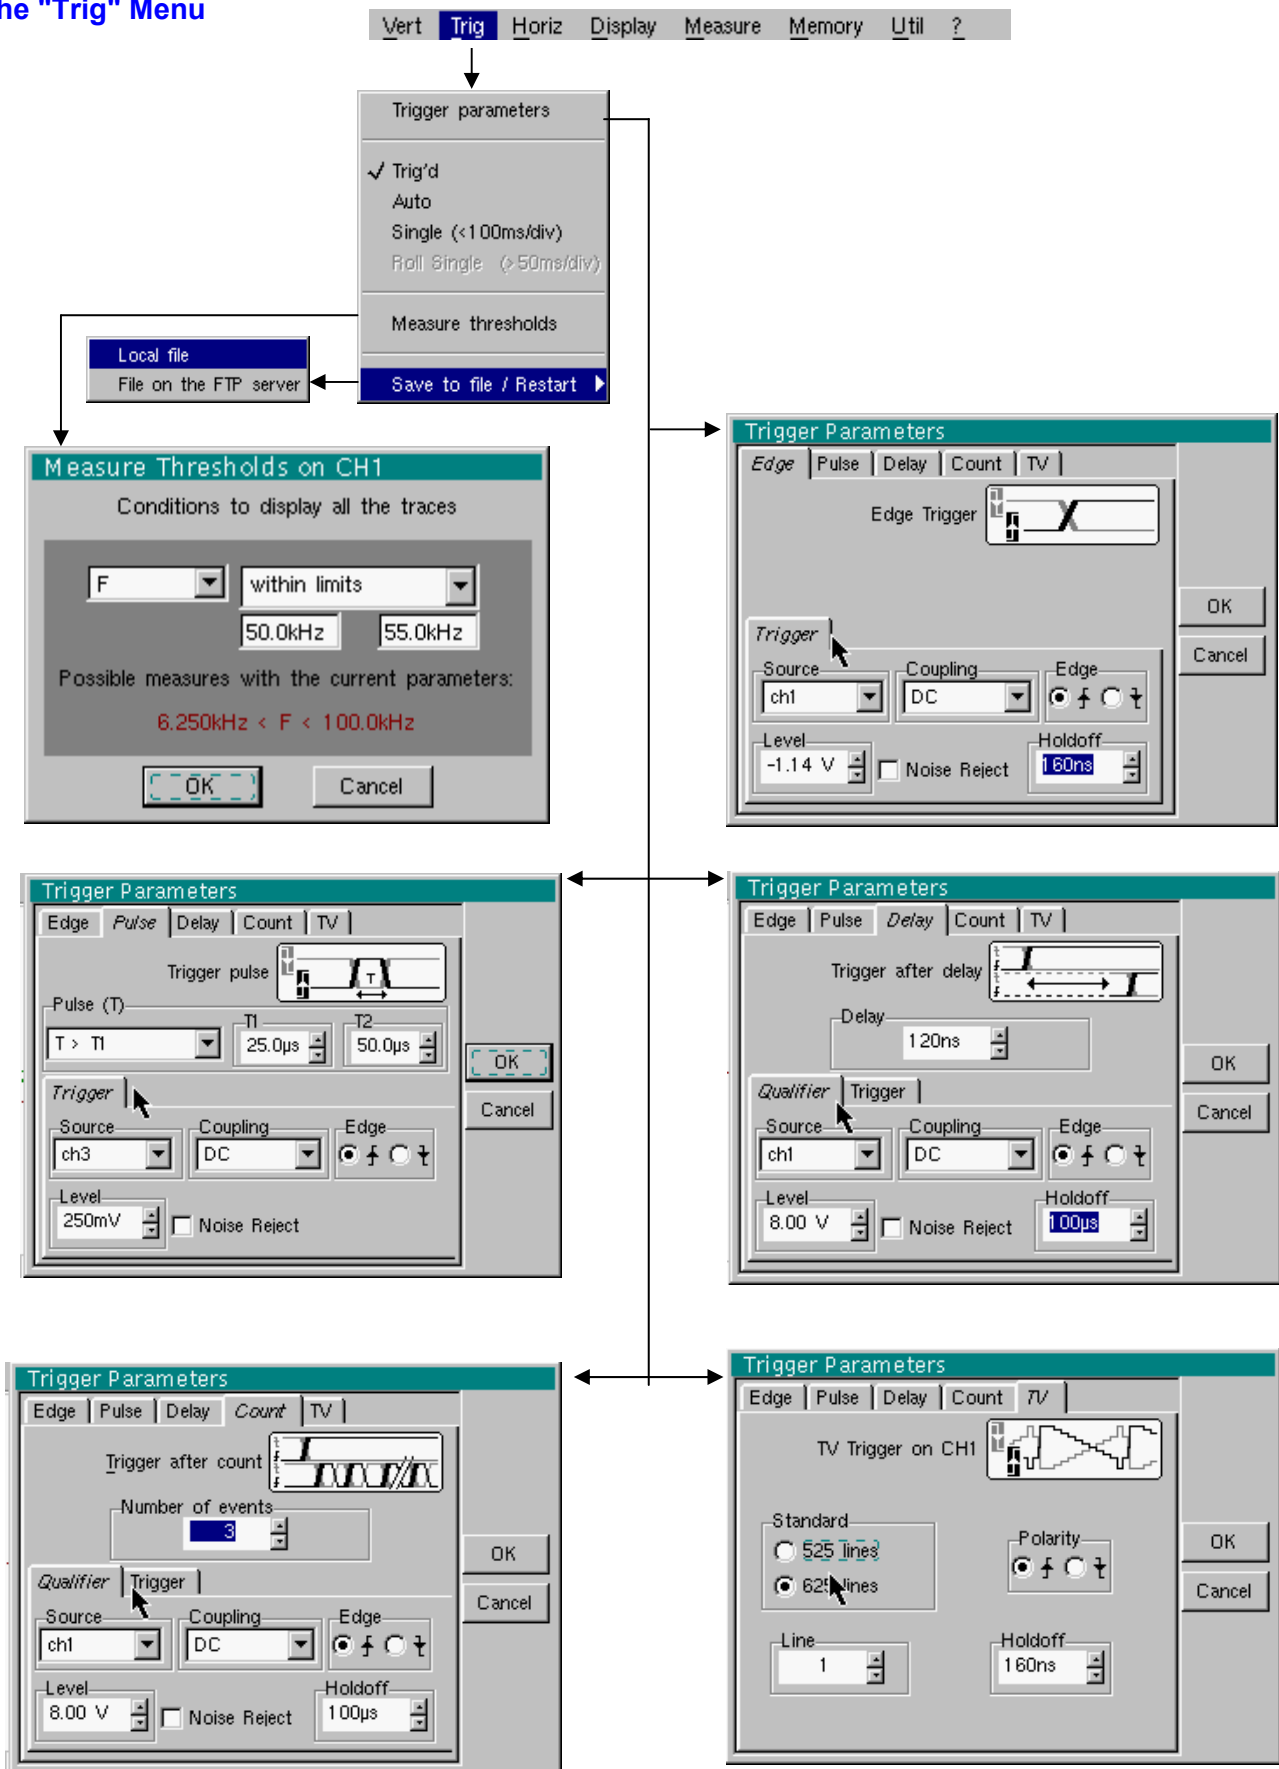 he "Trig" Menu
Vert Trig Horiz Display Measure Memory Util ?
Trigger parameters
Trig'd
Auto
Single (<100ms/div)
Roll Single (>50ms/div)
Measure thresholds
Save to file / Restart
Local file
File on the FTP server
Measure Thresholds on CH1
Conditions to display all the traces
F within limits
50.0kHz 55.0kHz
Possible measures with the current parameters:
6.250kHz < F < 100.0kHz
OK Cancel
Trigger Parameters
Edge Pulse Delay Count TV
Edge Trigger
Trigger
Source Coupling Edge
ch1 DC
Level Holdoff
-1.14 V Noise Reject 160ns
OK
Cancel
Trigger Parameters
Edge Pulse Delay Count TV
Trigger pulse
T
Pulse (T)
T1 T2
T > T1 25.0µs 50.0µs
Trigger
Source Coupling Edge
ch3 DC
Level
250mV Noise Reject
OK
Cancel
Trigger Parameters
Edge Pulse Delay Count TV
Trigger after delay
Delay
120ns
Qualifier Trigger
Source Coupling Edge
ch1 DC
Level Holdoff
8.00 V Noise Reject 100µs
OK
Cancel
Trigger Parameters
Edge Pulse Delay Count TV
Trigger after count
Number of events
3
Qualifier Trigger
Source Coupling Edge
ch1 DC
Level Holdoff
8.00 V Noise Reject 100µs
OK
Cancel
Trigger Parameters
Edge Pulse Delay Count TV
TV Trigger on CH1
Standard Polarity
525 lines
625 lines
Line Holdoff
1 160ns
OK
Cancel